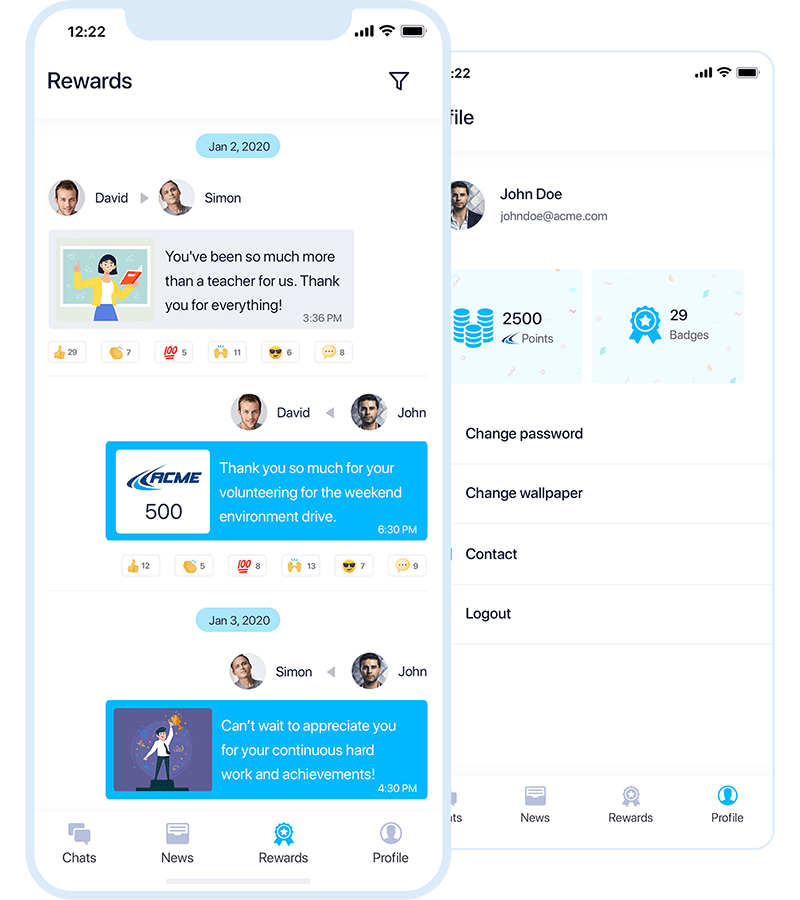 12:22
Rewards
Jan 2, 2020
David
Simon
You've been so much more
than a teacher for us. Thank
you for everything!
3:36 PM
29
7
100 5
11
6
8
David
John
ACME
500
Thank you so much for your
volunteering for the weekend
environment drive.
6:30 PM
12
5
100 8
13
7
9
Jan 3, 2020
Simon
John
Can't wait to appreciate you
for your continuous hard
work and achievements!
4:30 PM
Chats
News
Rewards
Profile
:22
file
John Doe
johndoe@acme.com
2500
Points
29
Badges
Change password
Change wallpaper
Contact
Logout
ats
News
Rewards
Profile